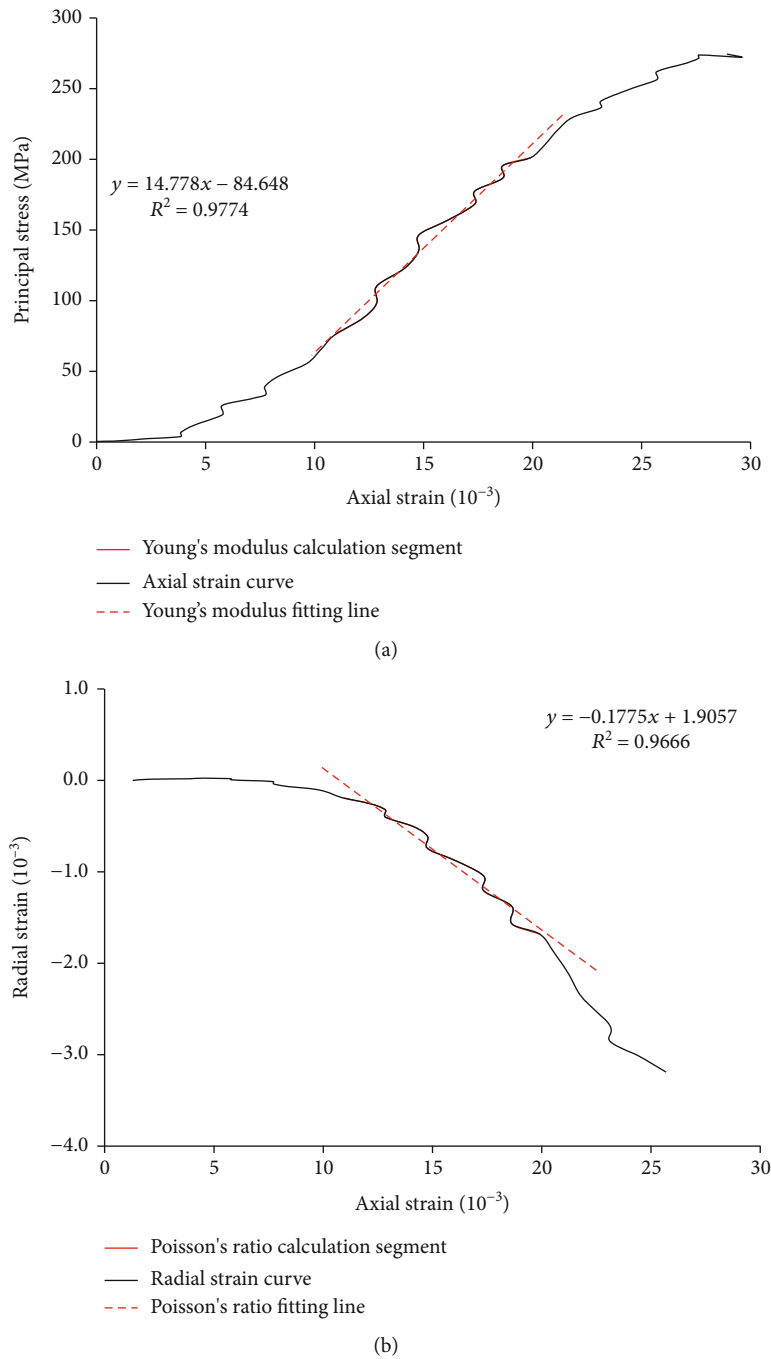 300
250
200
150
100
50
0
Principal stress (MPa)
y = 14.778x − 84.648
R² = 0.9774
0 5 10 15 20 25 30
Axial strain (10⁻³)
Young's modulus calculation segment
Axial strain curve
Young's modulus fitting line
(a)
1.0
0.0
−1.0
−2.0
−3.0
−4.0
Radial strain (10⁻³)
y = −0.1775x + 1.9057
R² = 0.9666
0 5 10 15 20 25 30
Axial strain (10⁻³)
Poisson's ratio calculation segment
Radial strain curve
Poisson's ratio fitting line
(b)